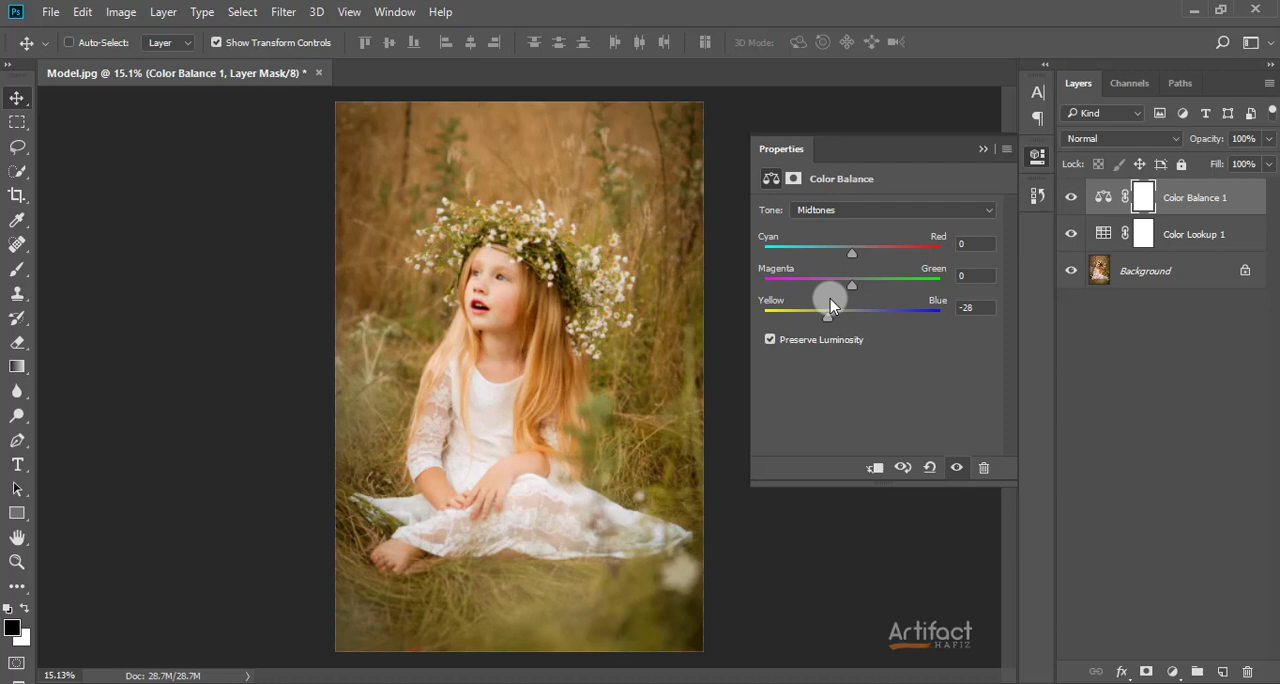 Ps File Edit Image Layer Type Select Filter 3D View Window Help
Auto-Select: Layer Show Transform Controls 3D Mode:
Model.jpg @ 15.1% (Color Balance 1, Layer Mask/8) * ×
Properties
Color Balance
Tone: Midtones
Cyan Red 0
Magenta Green 0
Yellow Blue -28
Preserve Luminosity
Layers Channels Paths
Kind
Normal Opacity: 100%
Lock: Fill: 100%
Color Balance 1
Color Lookup 1
Background
Artifact
HAFIZ
15.13% Doc: 28.7M/28.7M